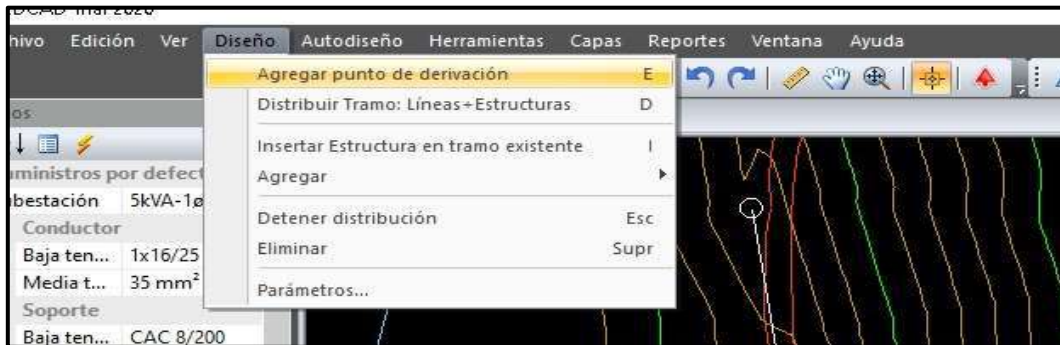 hivo Edición Ver Diseño Autodiseño Herramientas Capas Reportes Ventana Ayuda
Agregar punto de derivación E
Distribuir Tramo: Líneas+Estructuras D
Insertar Estructura en tramo existente I
Agregar
Detener distribución Esc
Eliminar Supr
Parámetros...
os
ministros por defect
bestación 5kVA-1ø
Conductor
Baja ten... 1x16/25
Media t... 35 mm²
Soporte
Baja ten... CAC 8/200